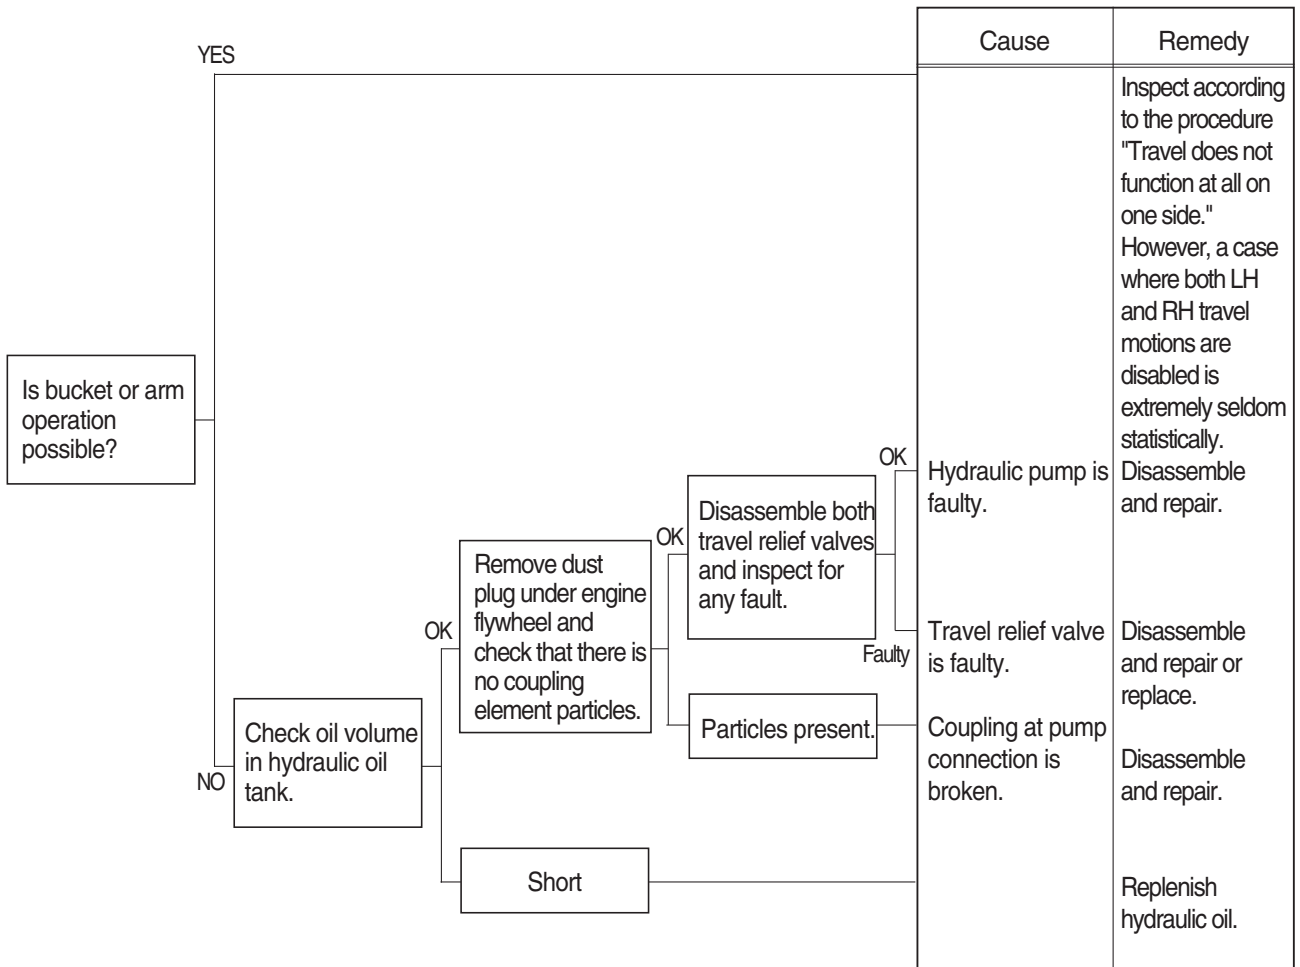 Cause
Remedy
YES
Inspect according
to the procedure
"Travel does not
function at all on
one side."
However, a case
where both LH
and RH travel
motions are
disabled is
extremely seldom
statistically.
Is bucket or arm
operation
possible?
NO
Check oil volume
in hydraulic oil
tank.
OK
Remove dust
plug under engine
flywheel and
check that there is
no coupling
element particles.
OK
Disassemble both
travel relief valves
and inspect for
any fault.
OK
Hydraulic pump is
faulty.
Disassemble
and repair.
Faulty
Travel relief valve
is faulty.
Disassemble
and repair or
replace.
Particles present.
Coupling at pump
connection is
broken.
Disassemble
and repair.
Short
Replenish
hydraulic oil.